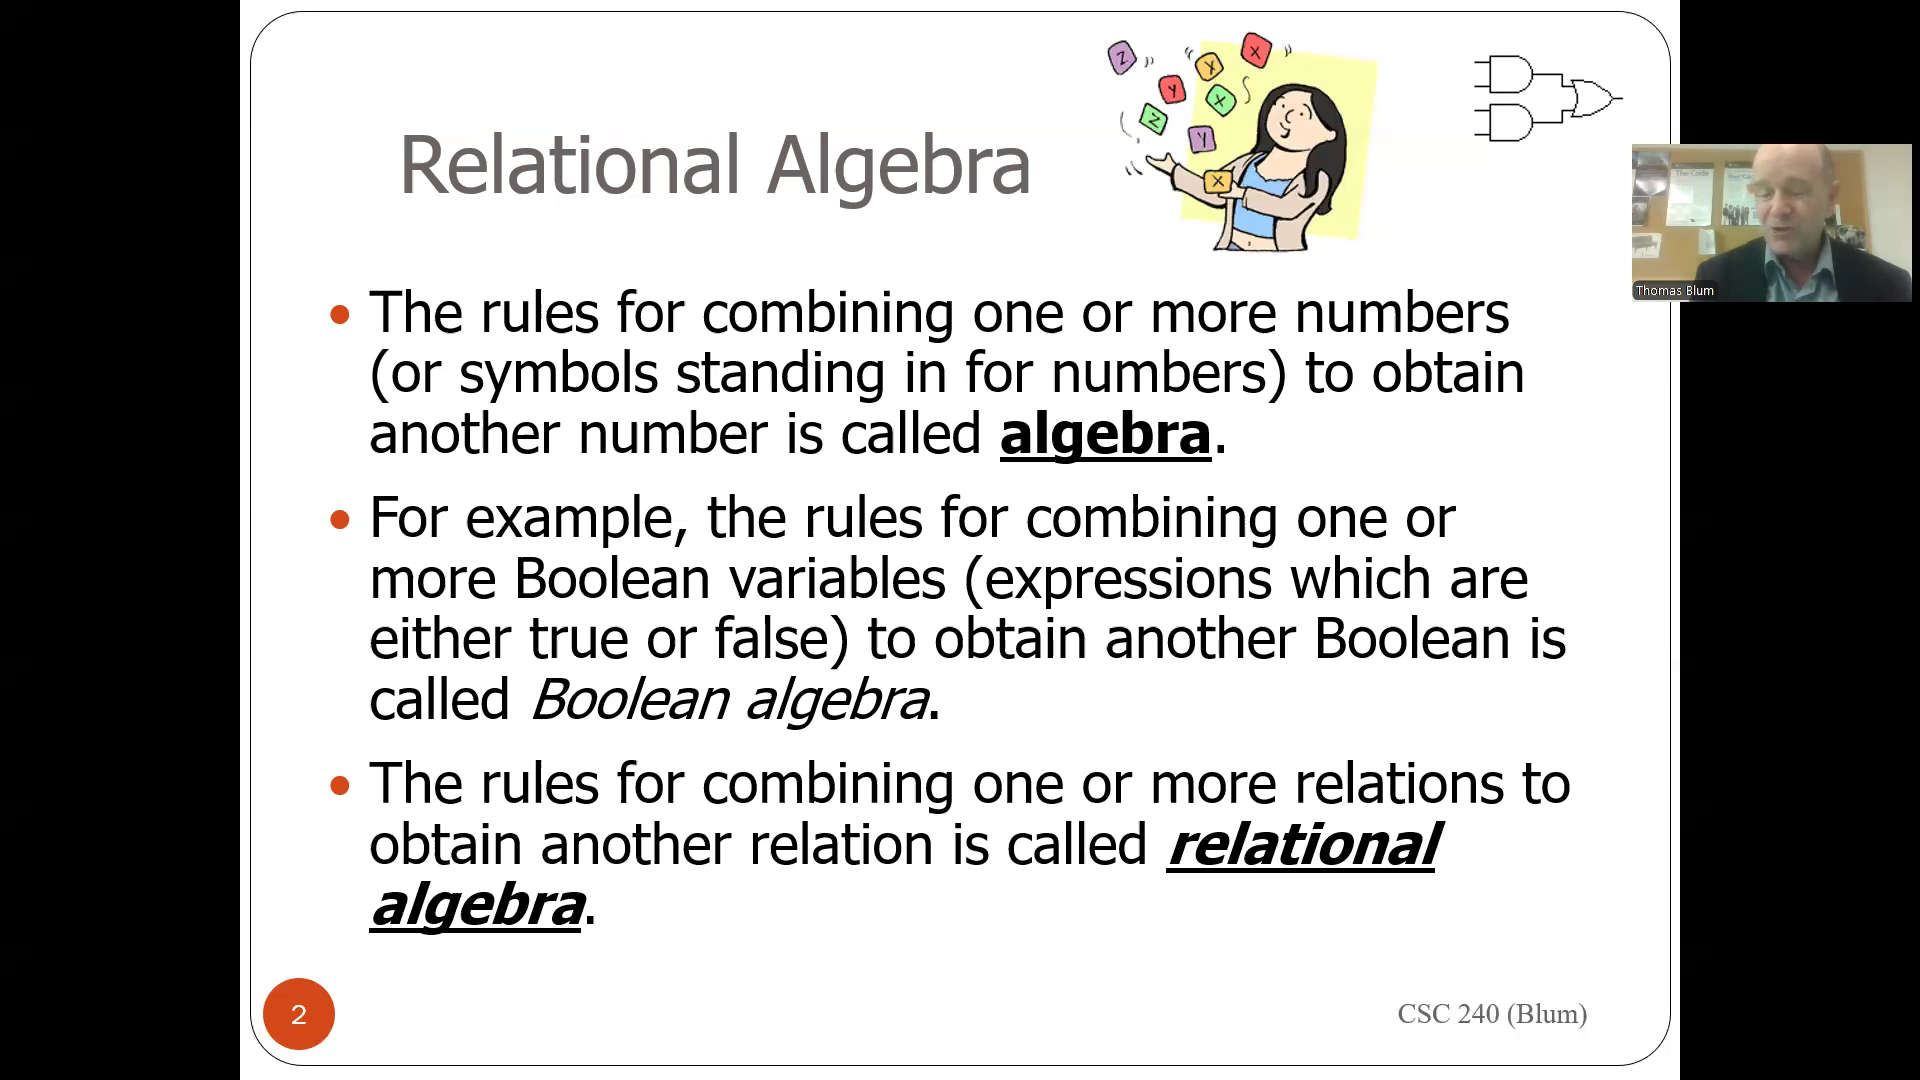 Relational Algebra
Z
X
Y
Y
X
Z
Y
X
The Code
Thomas Blum
• The rules for combining one or more numbers
(or symbols standing in for numbers) to obtain
another number is called algebra.
• For example, the rules for combining one or
more Boolean variables (expressions which are
either true or false) to obtain another Boolean is
called Boolean algebra.
• The rules for combining one or more relations to
obtain another relation is called relational
algebra.
2
CSC 240 (Blum)